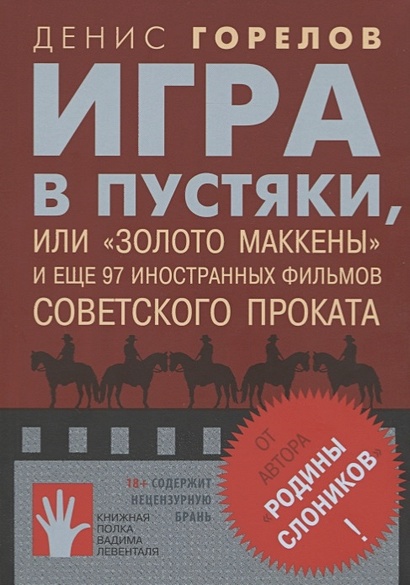 ДЕНИС ГОРЕЛОВ
ИГРА
В ПУСТЯКИ,
ИЛИ «ЗОЛОТО МАККЕНЫ»
И ЕЩЕ 97 ИНОСТРАННЫХ ФИЛЬМОВ
СОВЕТСКОГО ПРОКАТА
18+ СОДЕРЖИТ
НЕЦЕНЗУРНУЮ
БРАНЬ
КНИЖНАЯ
ПОЛКА
ВАДИМА
ЛЕВЕНТАЛЯ
ОТ
АВТОРА
«РОДИНЫ
СЛОНИКОВ»
!